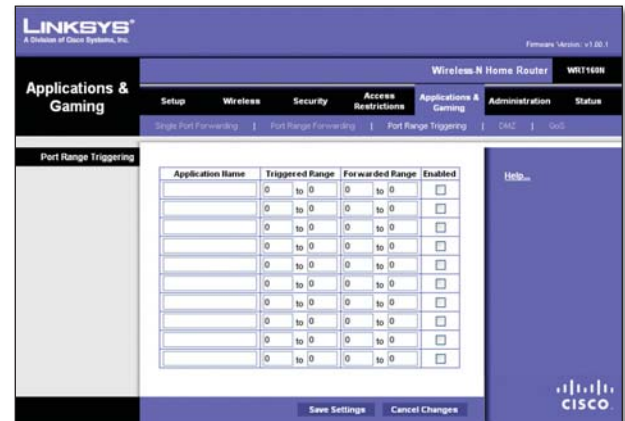 LINKSYS®
A Division of Cisco Systems, Inc.
Firmware Version: v1.00.1
Wireless-N Home Router WRT160N
Applications & Gaming
Setup Wireless Security Access Restrictions Applications & Gaming Administration Status
Single Port Forwarding | Port Range Forwarding | Port Range Triggering | DMZ | QoS
Port Range Triggering
Application Name Triggered Range Forwarded Range Enabled
0 to 0 0 to 0
0 to 0 0 to 0
0 to 0 0 to 0
0 to 0 0 to 0
0 to 0 0 to 0
0 to 0 0 to 0
0 to 0 0 to 0
0 to 0 0 to 0
0 to 0 0 to 0
0 to 0 0 to 0
Help...
Save Settings Cancel Changes
CISCO